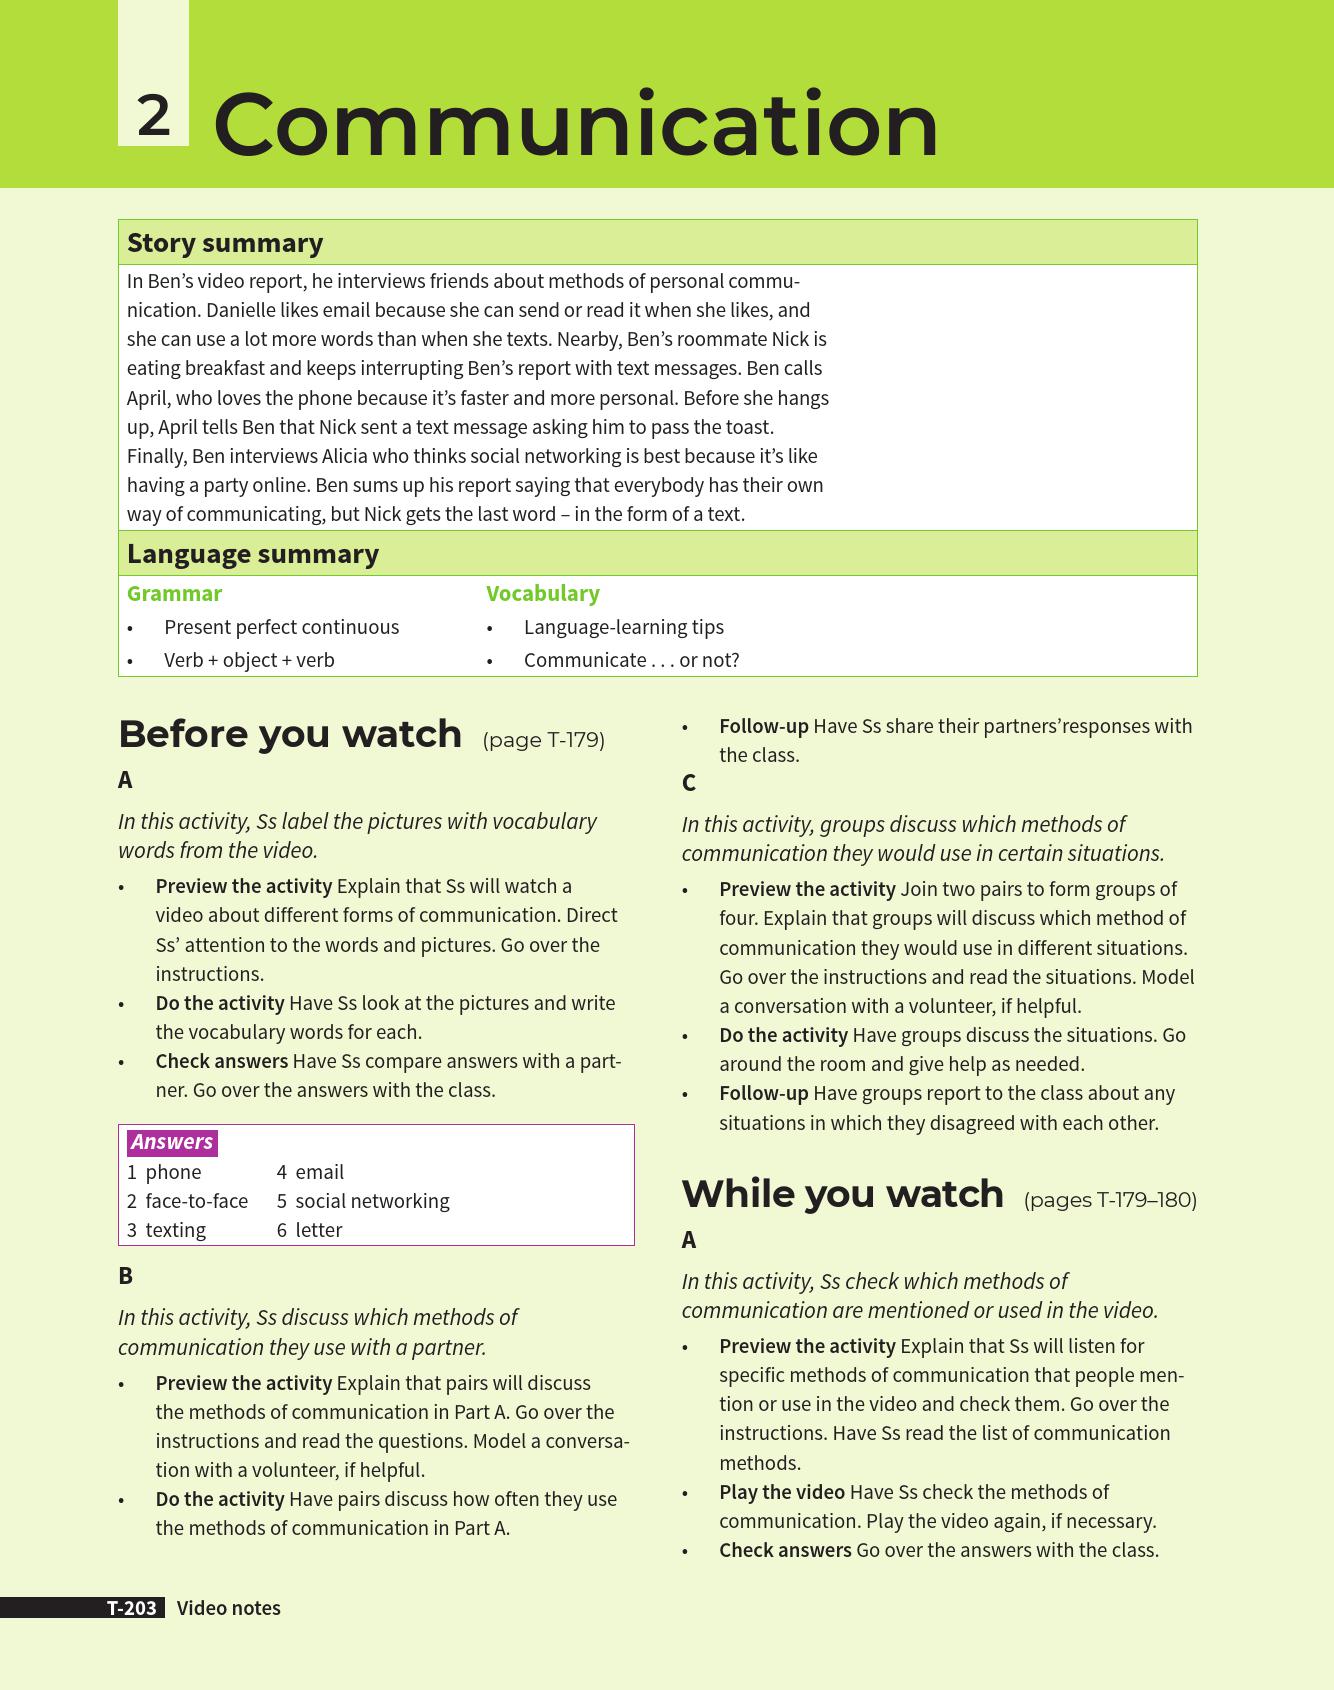 2 Communication
Story summary
In Ben’s video report, he interviews friends about methods of personal commu-
nication. Danielle likes email because she can send or read it when she likes, and
she can use a lot more words than when she texts. Nearby, Ben’s roommate Nick is
eating breakfast and keeps interrupting Ben’s report with text messages. Ben calls
April, who loves the phone because it’s faster and more personal. Before she hangs
up, April tells Ben that Nick sent a text message asking him to pass the toast.
Finally, Ben interviews Alicia who thinks social networking is best because it’s like
having a party online. Ben sums up his report saying that everybody has their own
way of communicating, but Nick gets the last word – in the form of a text.
Language summary
Grammar
• Present perfect continuous
• Verb + object + verb
Vocabulary
• Language-learning tips
• Communicate . . . or not?
Before you watch (page T-179)
A
In this activity, Ss label the pictures with vocabulary
words from the video.
• Preview the activity Explain that Ss will watch a
video about different forms of communication. Direct
Ss’ attention to the words and pictures. Go over the
instructions.
• Do the activity Have Ss look at the pictures and write
the vocabulary words for each.
• Check answers Have Ss compare answers with a part-
ner. Go over the answers with the class.
Answers
1 phone
2 face-to-face
3 texting
4 email
5 social networking
6 letter
B
In this activity, Ss discuss which methods of
communication they use with a partner.
• Preview the activity Explain that pairs will discuss
the methods of communication in Part A. Go over the
instructions and read the questions. Model a conversa-
tion with a volunteer, if helpful.
• Do the activity Have pairs discuss how often they use
the methods of communication in Part A.
• Follow-up Have Ss share their partners’responses with
the class.
C
In this activity, groups discuss which methods of
communication they would use in certain situations.
• Preview the activity Join two pairs to form groups of
four. Explain that groups will discuss which method of
communication they would use in different situations.
Go over the instructions and read the situations. Model
a conversation with a volunteer, if helpful.
• Do the activity Have groups discuss the situations. Go
around the room and give help as needed.
• Follow-up Have groups report to the class about any
situations in which they disagreed with each other.
While you watch (pages T-179–180)
A
In this activity, Ss check which methods of
communication are mentioned or used in the video.
• Preview the activity Explain that Ss will listen for
specific methods of communication that people men-
tion or use in the video and check them. Go over the
instructions. Have Ss read the list of communication
methods.
• Play the video Have Ss check the methods of
communication. Play the video again, if necessary.
• Check answers Go over the answers with the class.
T-203 Video notes